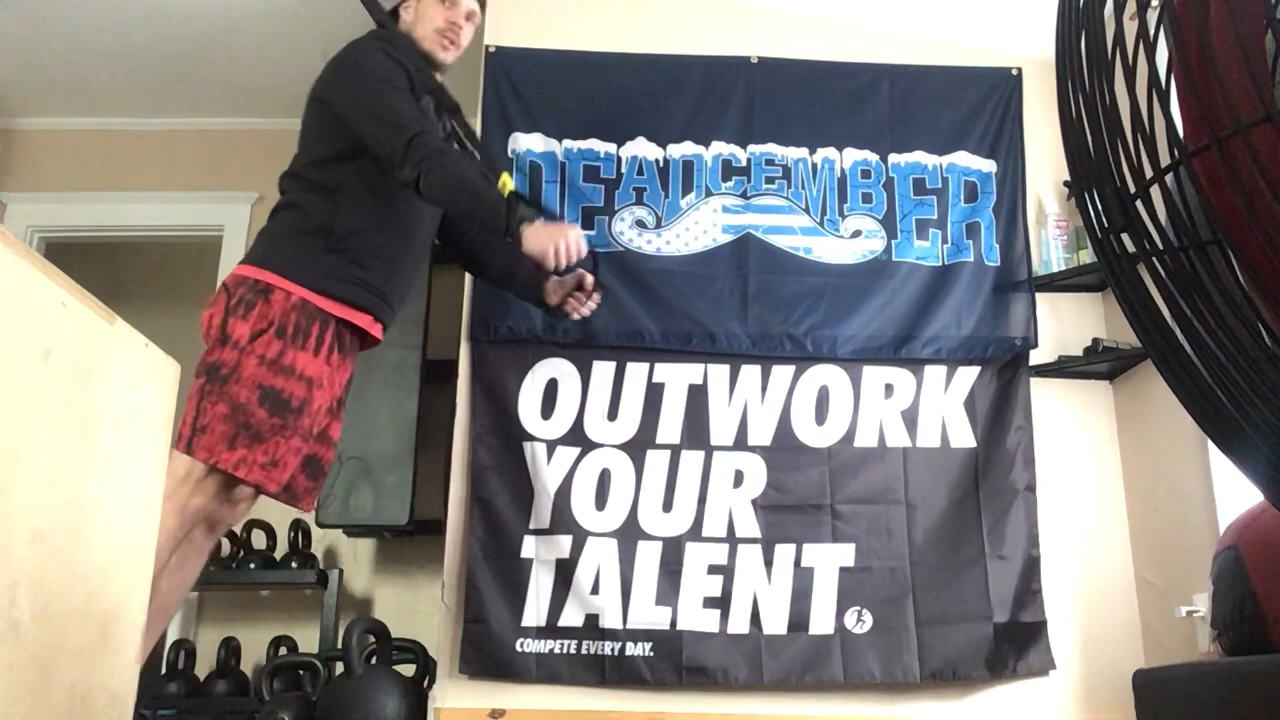 DEADCEMBER
OUTWORK
YOUR
TALENT.
COMPETE EVERY DAY.